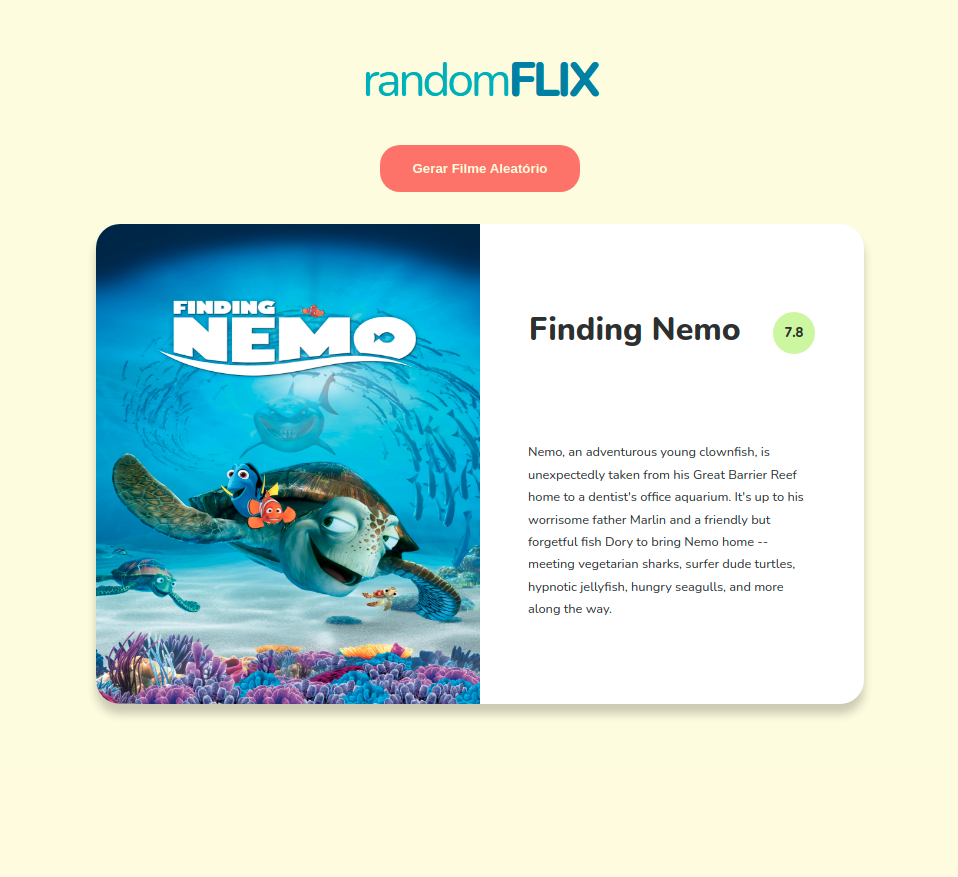 randomFLIX
Gerar Filme Aleatório
FINDING
NEMO
Finding Nemo
7.8
Nemo, an adventurous young clownfish, is
unexpectedly taken from his Great Barrier Reef
home to a dentist's office aquarium. It's up to his
worrisome father Marlin and a friendly but
forgetful fish Dory to bring Nemo home --
meeting vegetarian sharks, surfer dude turtles,
hypnotic jellyfish, hungry seagulls, and more
along the way.